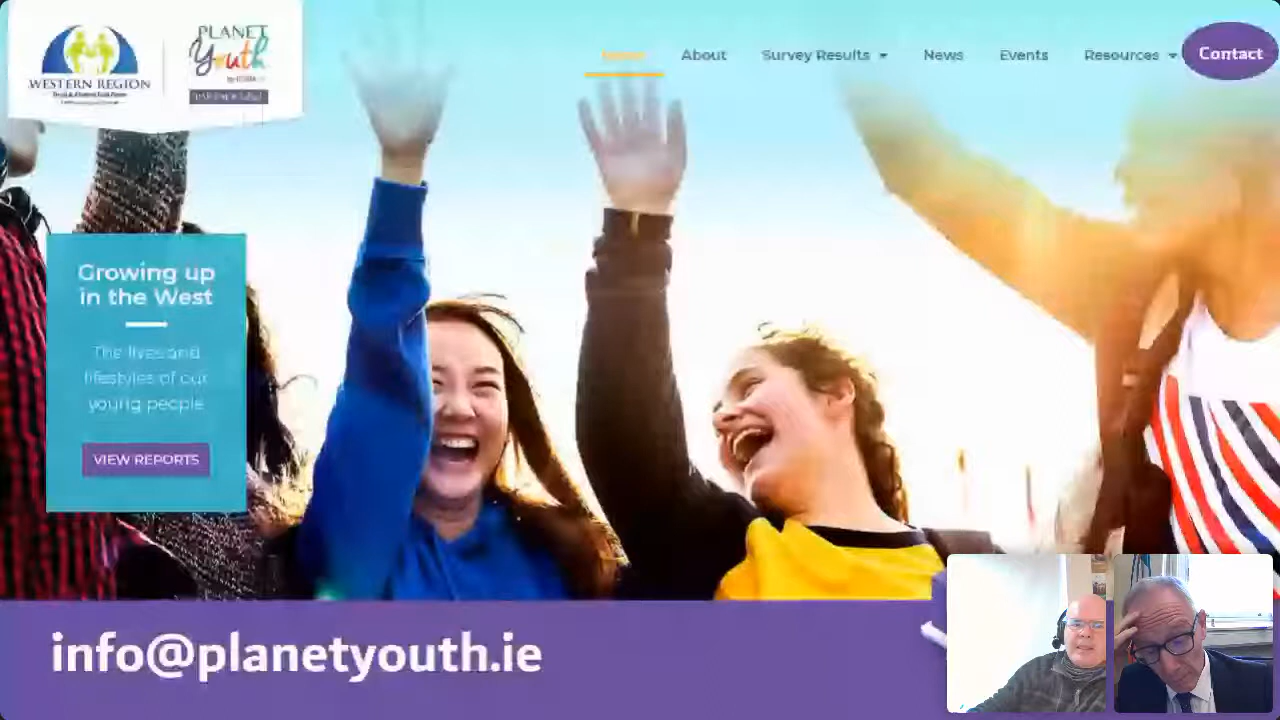 WESTERN REGION
PLANET
Youth
Home
About
Survey Results
News
Events
Resources
Contact
Growing up
in the West
The lives and
lifestyles of our
young people
VIEW REPORTS
info@planetyouth.ie